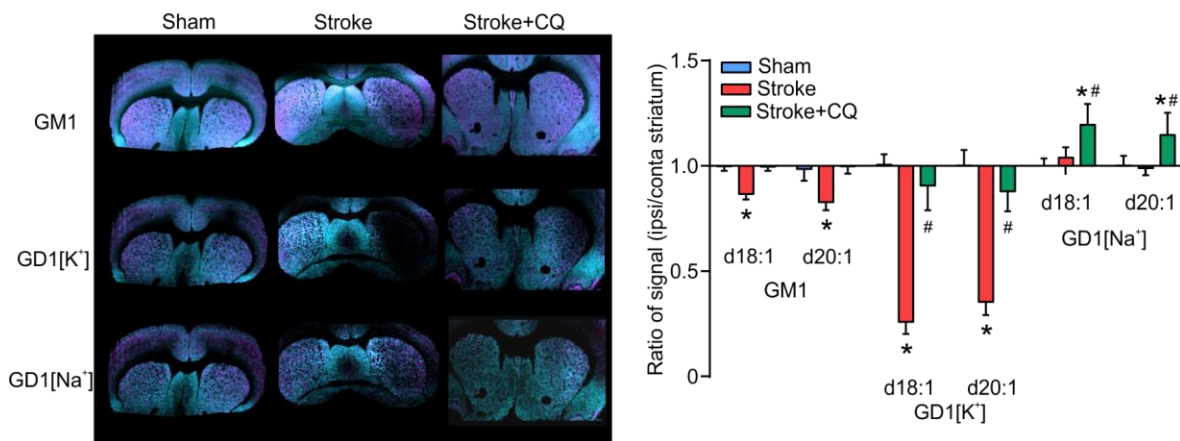 Sham Stroke Stroke+CQ
GM1
GD1[K⁺]
GD1[Na⁺]
Ratio of signal (ipsi/conta striatum)
1.5
1.0
0.5
0.0
Sham
Stroke
Stroke+CQ
* * * # * # *# *#
d18:1 d20:1
GM1
d18:1 d20:1
GD1[K⁺]
d18:1 d20:1
GD1[Na⁺]